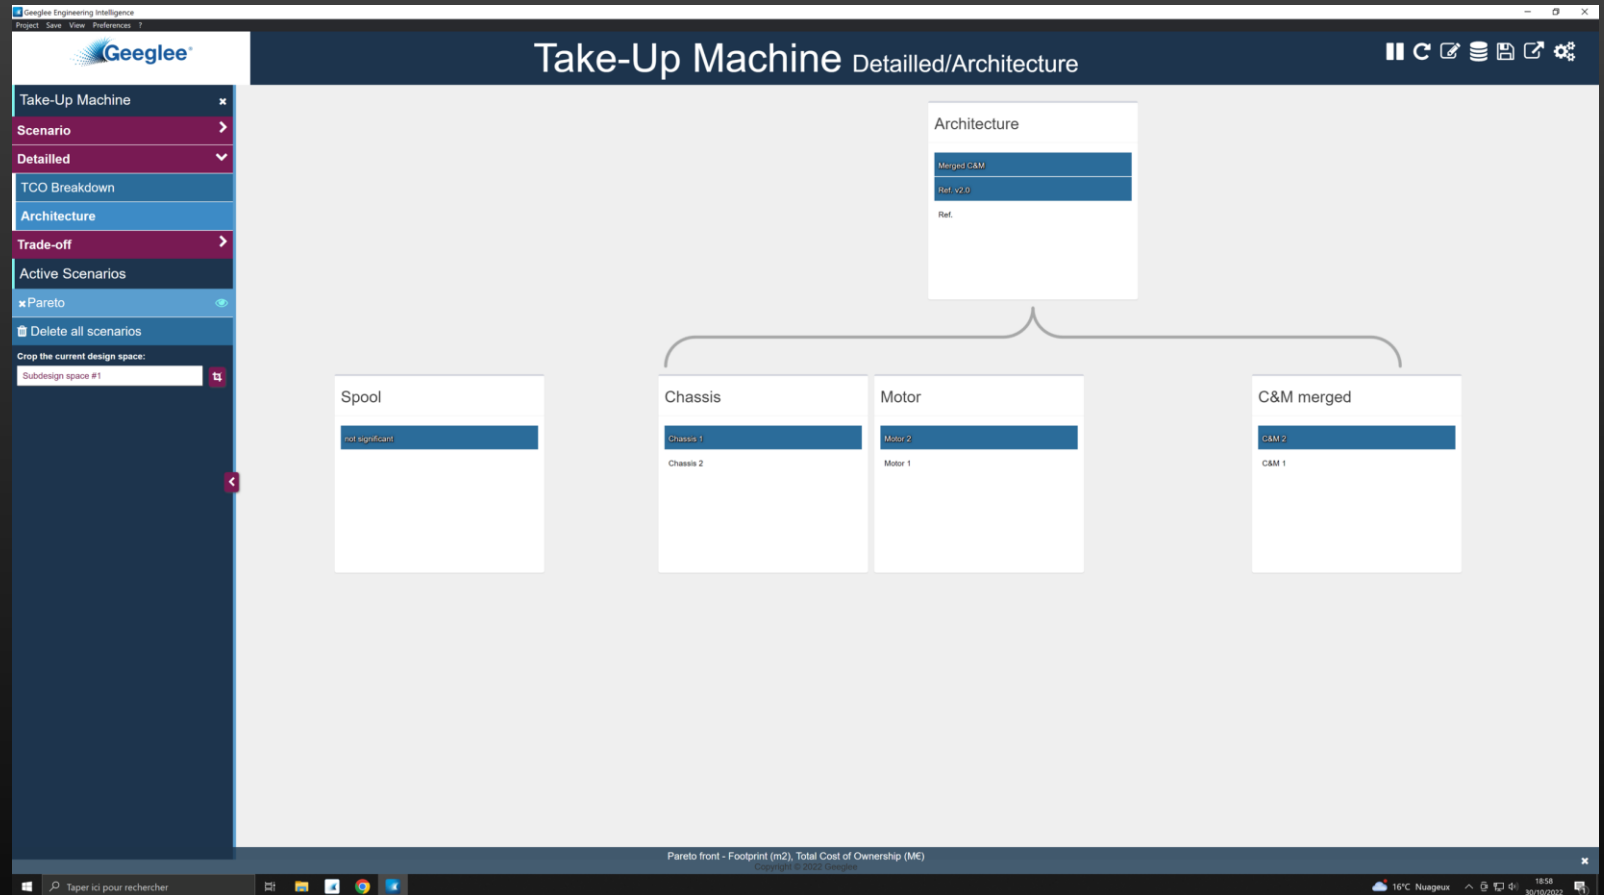 Geeglee Engineering Intelligence
Project Save View Preferences ?
Geeglee®
Take-Up Machine Detailled/Architecture
Take-Up Machine
Scenario
Detailled
TCO Breakdown
Architecture
Trade-off
Active Scenarios
Pareto
Delete all scenarios
Crop the current design space:
Subdesign space #1
Architecture
Merged C&M
Ref. v2.0
Ref.
Spool
not significant
Chassis
Chassis 1
Chassis 2
Motor
Motor 2
Motor 1
C&M merged
C&M 2
C&M 1
Pareto front - Footprint (m2), Total Cost of Ownership (M€)
Copyright © 2022 Geeglee
Taper ici pour rechercher
16°C Nuageux
18:58
30/10/2022